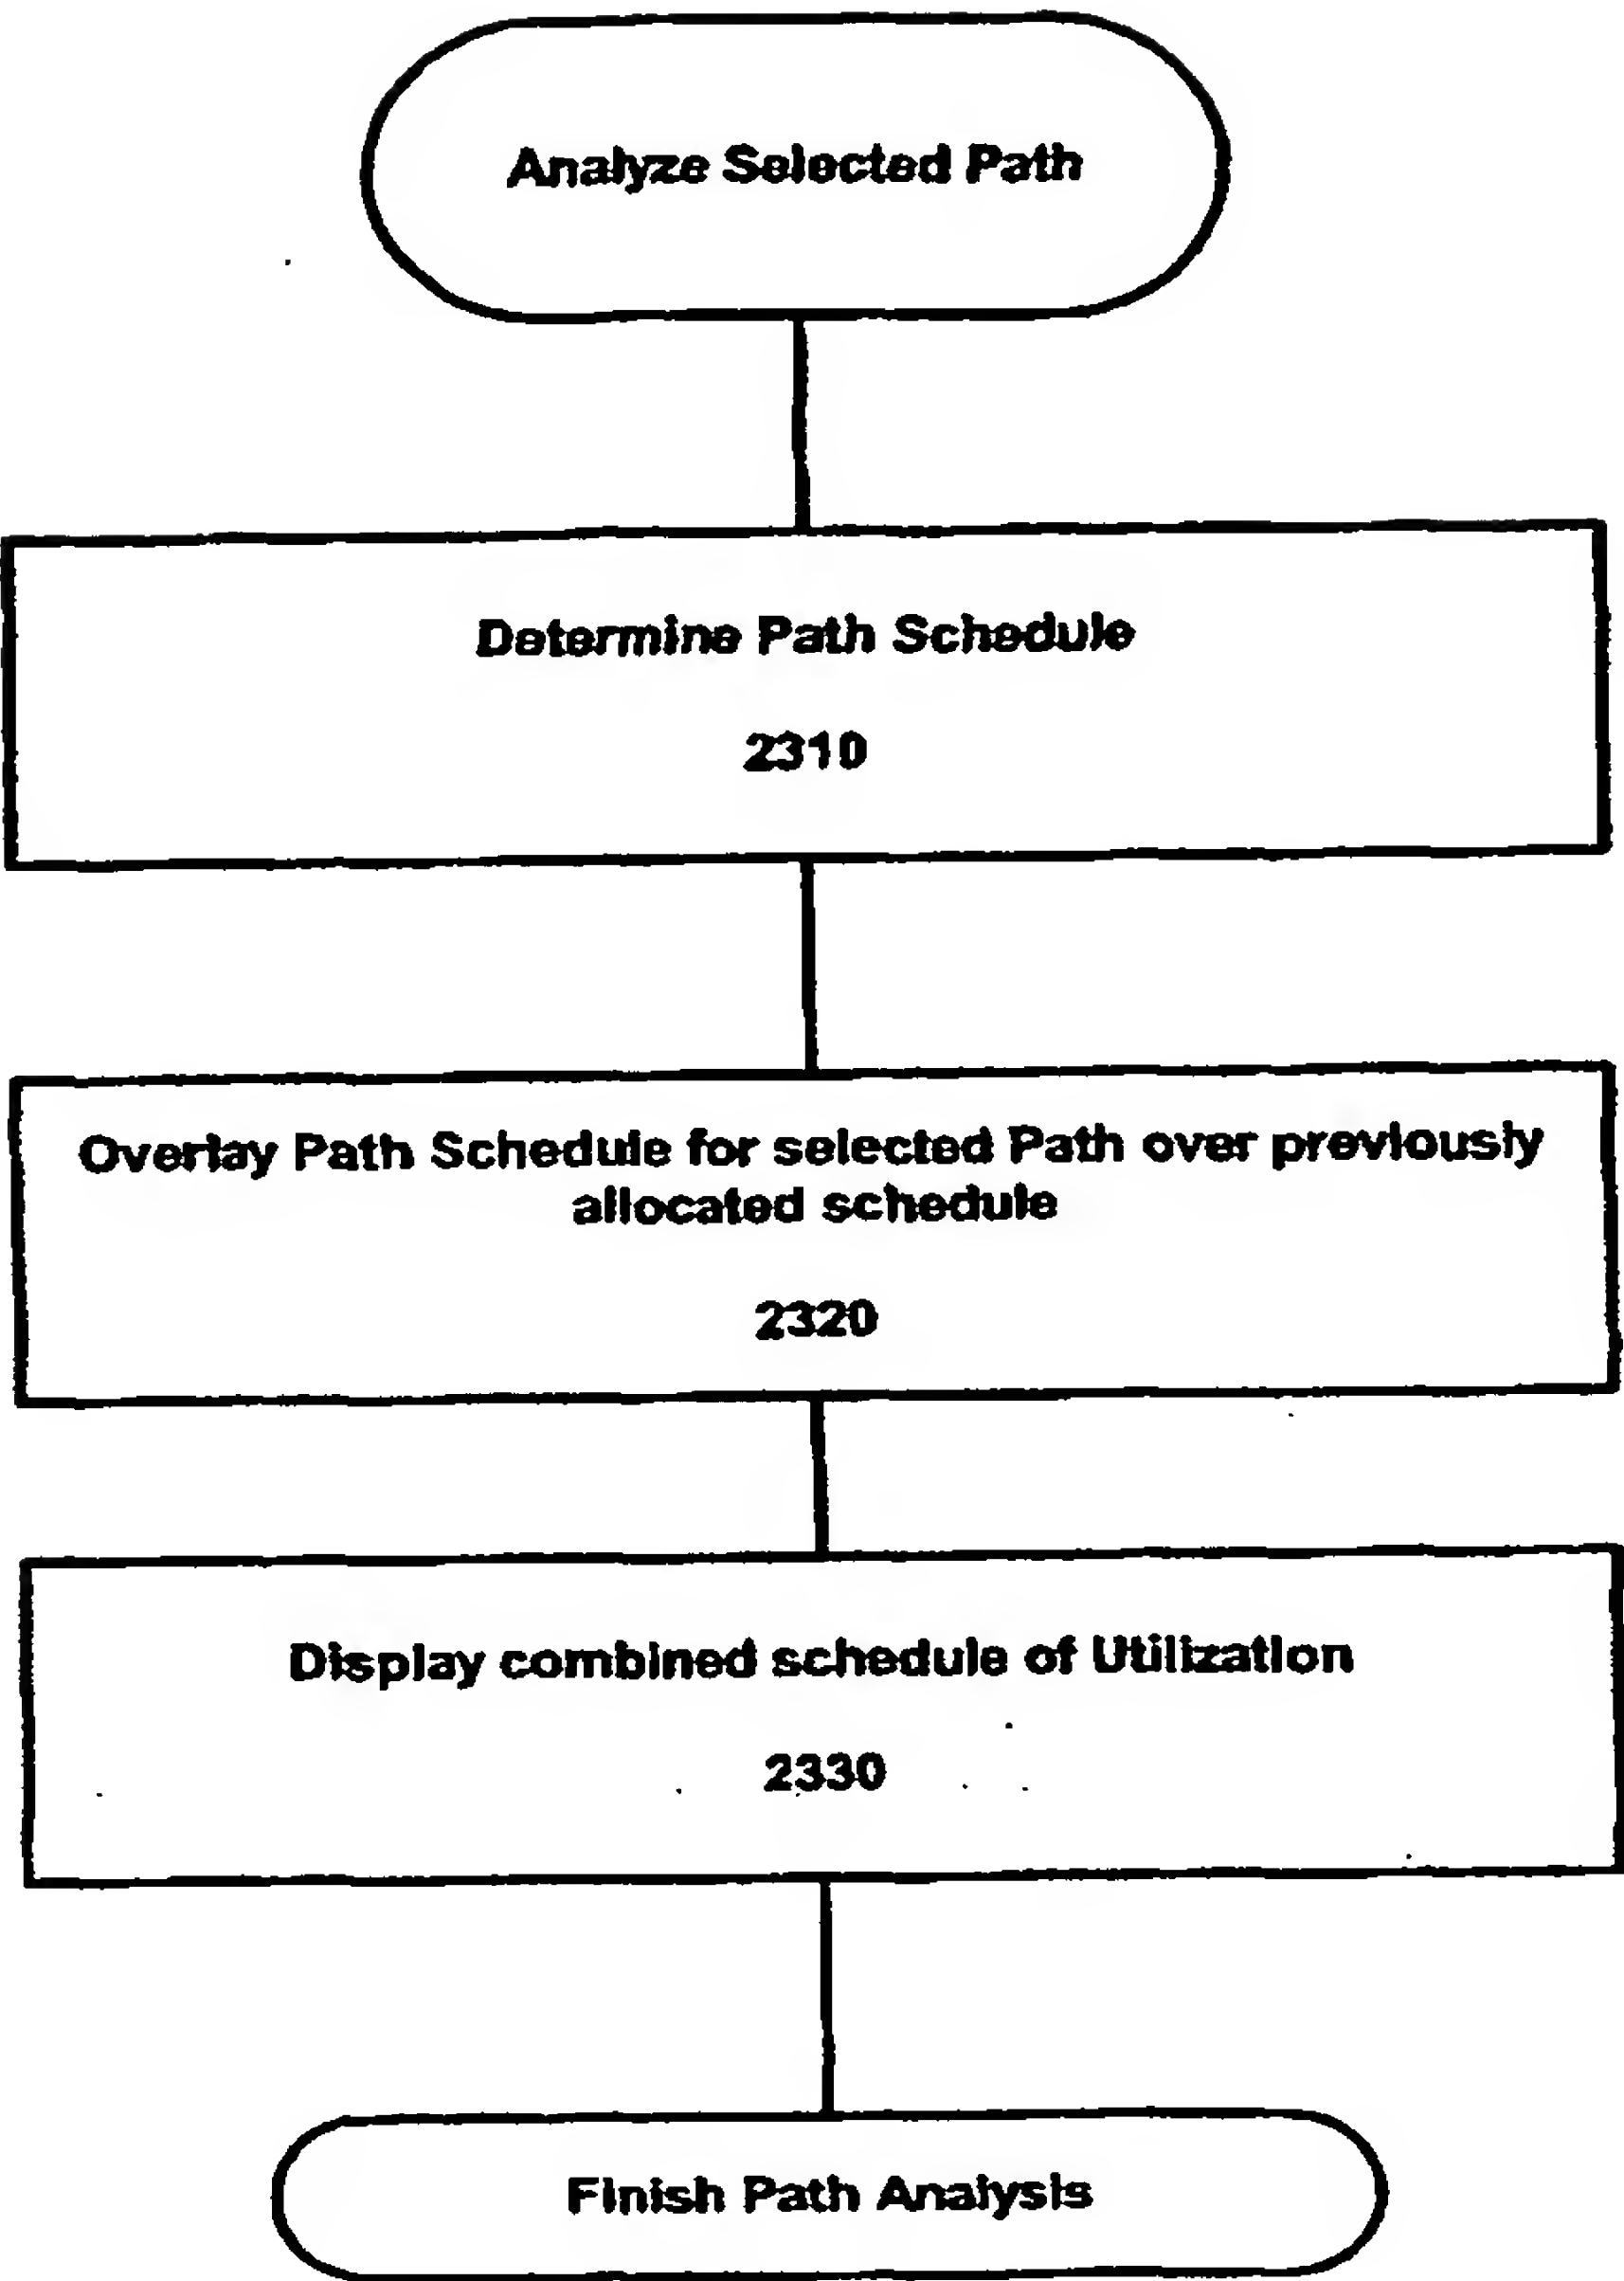 Analyze Selected Path
Determine Path Schedule
2310
Overlay Path Schedule for selected Path over previously
allocated schedule
2320
Display combined schedule of Utilization
2330
Finish Path Analysis